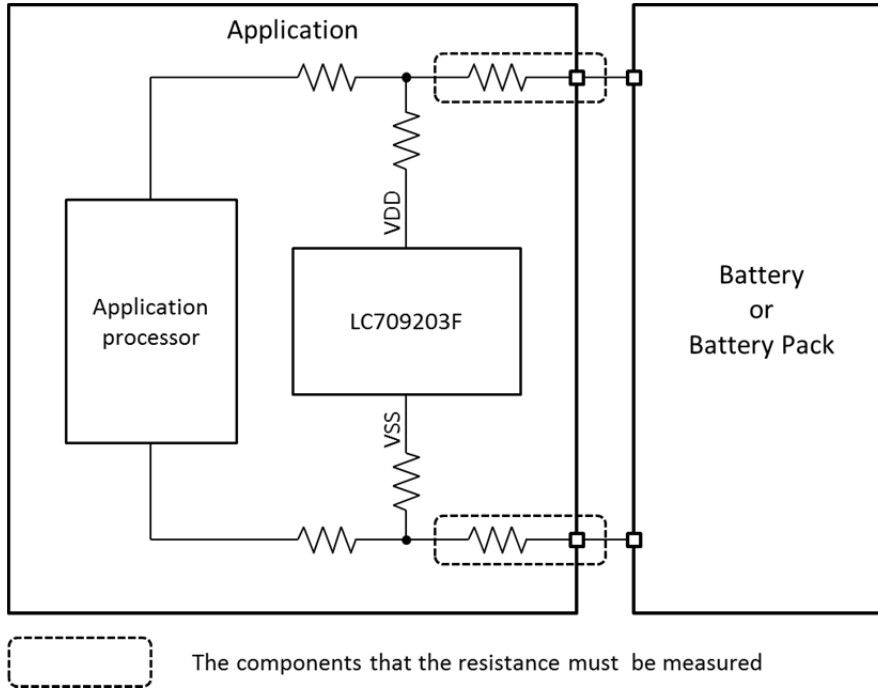 Application
VDD
Application
processor
LC709203F
VSS
Battery
or
Battery Pack
The components that the resistance must be measured